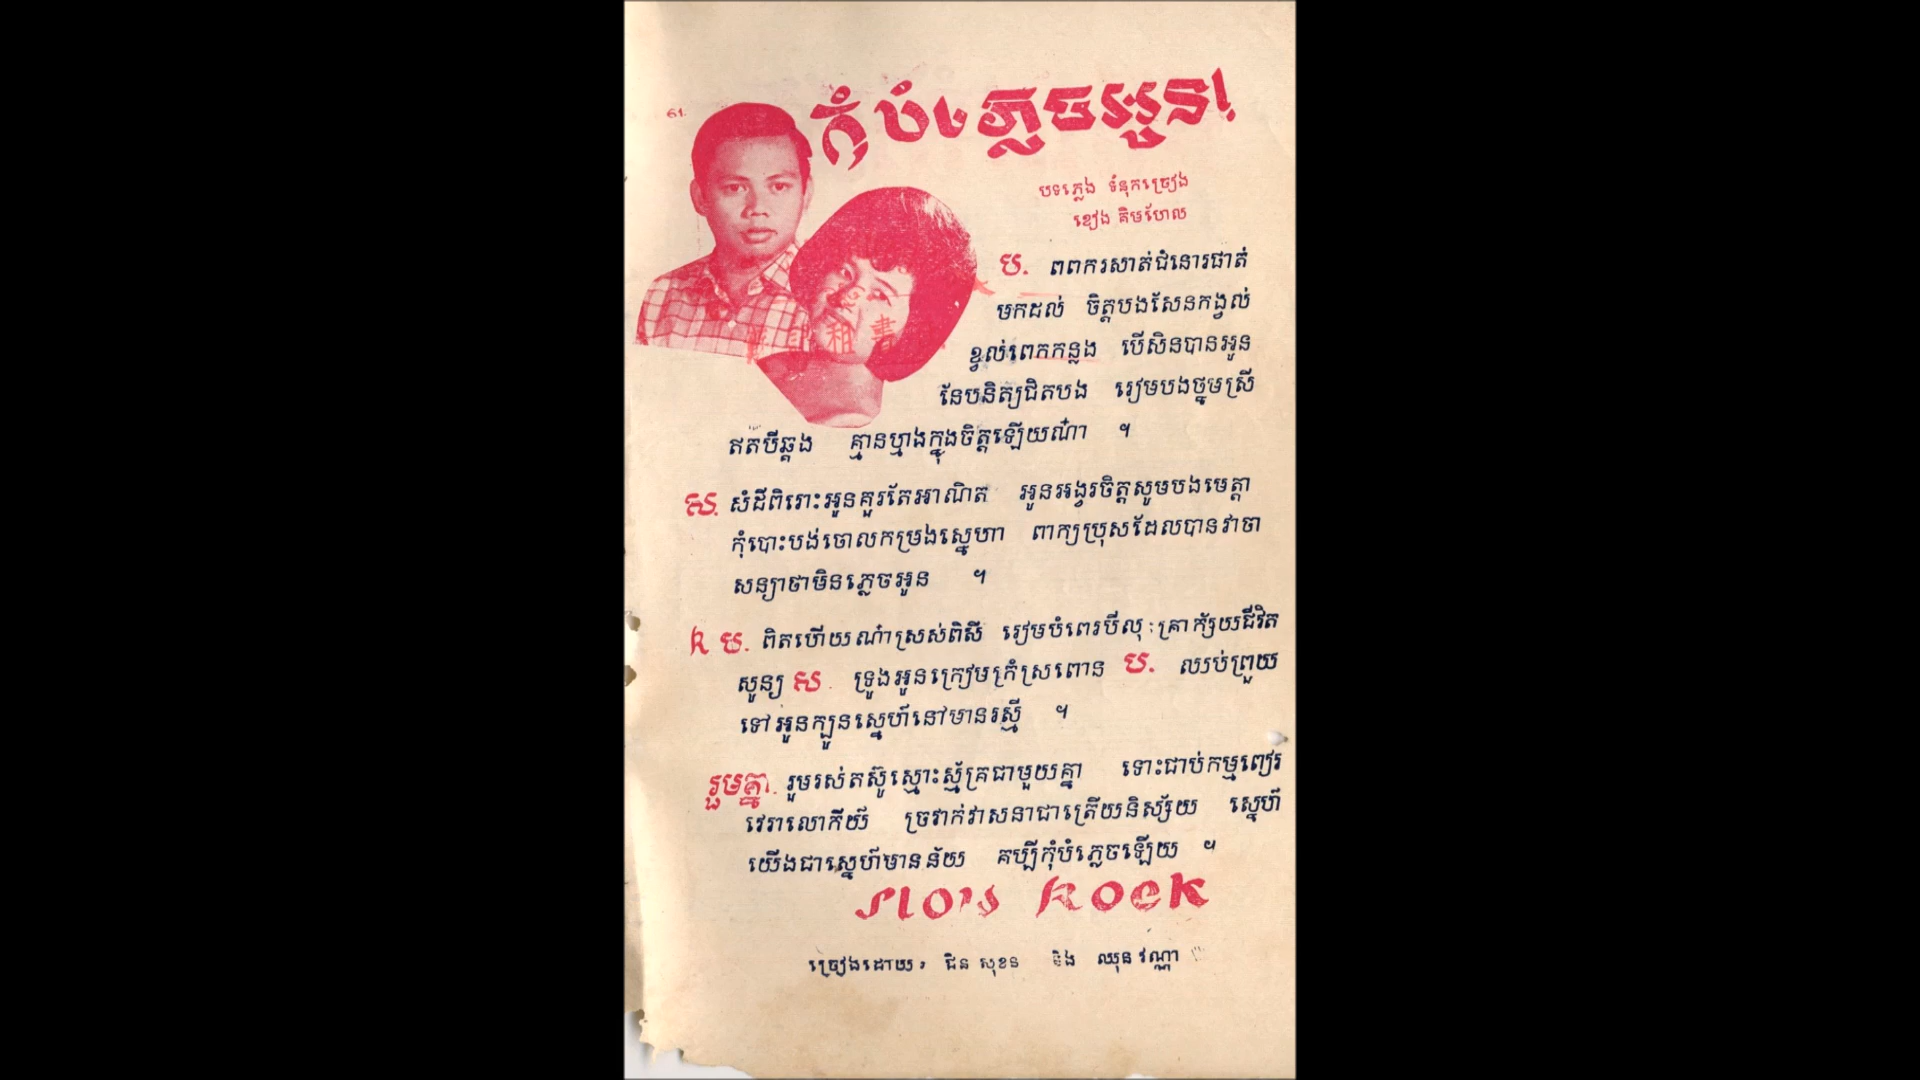 61.
កុំបំភ្លេចអូន!
បទភ្លេង ទំនុកច្រៀង
ខៀង គិមហែល
ប. ពពករសាត់ជំនោរផាត់
មកដល់ ចិត្តបងសែនកង្វល់
ខ្វល់ពេកកន្លង បើសិនបានអូន
នែបនិត្យជិតបង រៀមបងថ្នមស្រី
ឥតបីឆ្គង គ្មានហ្មាងក្នុងចិត្តឡើយណ៎ា ។
ស. សំដីពិរោះអូនគួរតែអាណិត អូនអង្វរចិត្តសូមបងមេត្តា
កុំបោះបង់ចោលកម្រងស្នេហា ពាក្យប្រុសដែលបានវាចា
សន្យាថាមិនភ្លេចអូន ។
R ប. ពិតហើយណ៎ាស្រស់ពិសី រៀមបំពេរបីលុះគ្រាក្ស័យជីវិត
សូន្យ ស. ទ្រូងអូនក្រៀមក្រំស្រពោន ប. ឈប់ព្រួយ
ទៅអូនក្បូនស្នេហ៍នៅមានរស្មី ។
រួមគ្នា. រួមរស់តស៊ូស្មោះស្ម័គ្រជាមួយគ្នា ទោះជាប់កម្មពៀរ
វេរាលោកីយ៍ ច្រវាក់វាសនាជាត្រើយនិស្ស័យ ស្នេហ៍
យើងជាស្នេហ៍មានន័យ គប្បីកុំបំភ្លេចឡើយ ។
Slow Rock
ច្រៀងដោយ៖ ជិន សុខន និង ឈុន វណ្ណា
租書